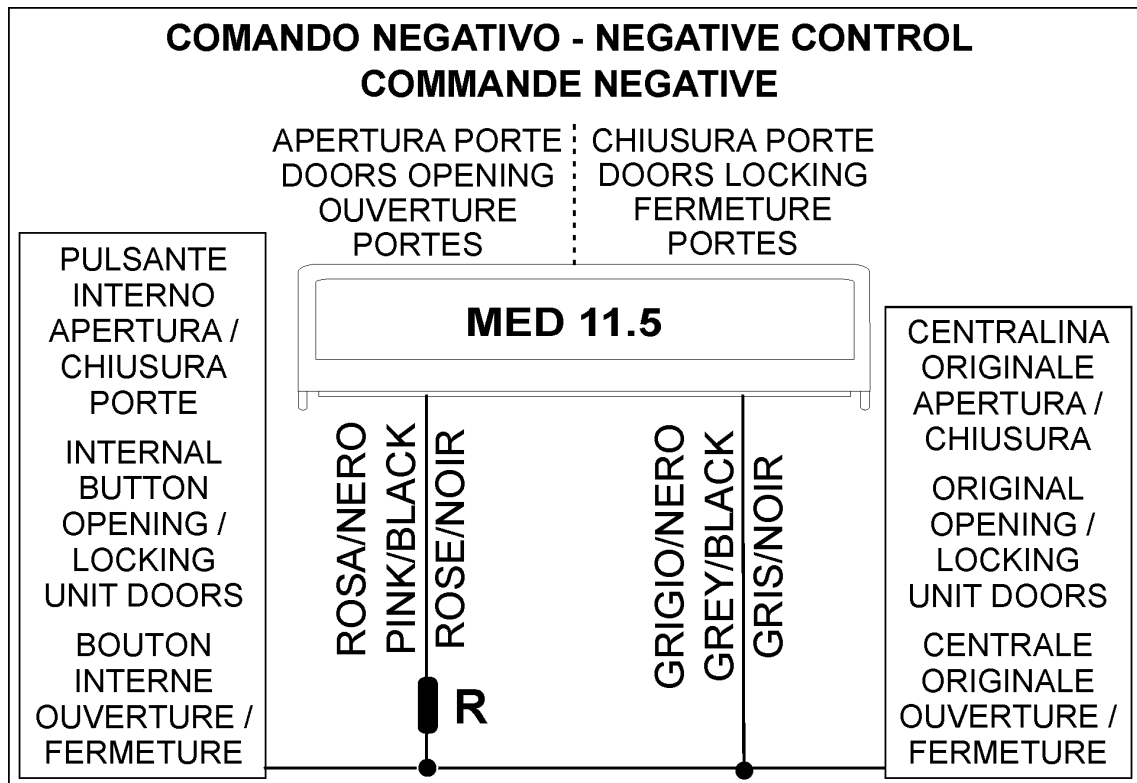 COMANDO NEGATIVO - NEGATIVE CONTROL
COMMANDE NEGATIVE
APERTURA PORTE
DOORS OPENING
OUVERTURE
PORTES
CHIUSURA PORTE
DOORS LOCKING
FERMETURE
PORTES
PULSANTE
INTERNO
APERTURA /
CHIUSURA
PORTE
INTERNAL
BUTTON
OPENING /
LOCKING
UNIT DOORS
BOUTON
INTERNE
OUVERTURE /
FERMETURE
MED 11.5
ROSA/NERO
PINK/BLACK
ROSE/NOIR
R
GRIGIO/NERO
GREY/BLACK
GRIS/NOIR
CENTRALINA
ORIGINALE
APERTURA /
CHIUSURA
ORIGINAL
OPENING /
LOCKING
UNIT DOORS
CENTRALE
ORIGINALE
OUVERTURE /
FERMETURE